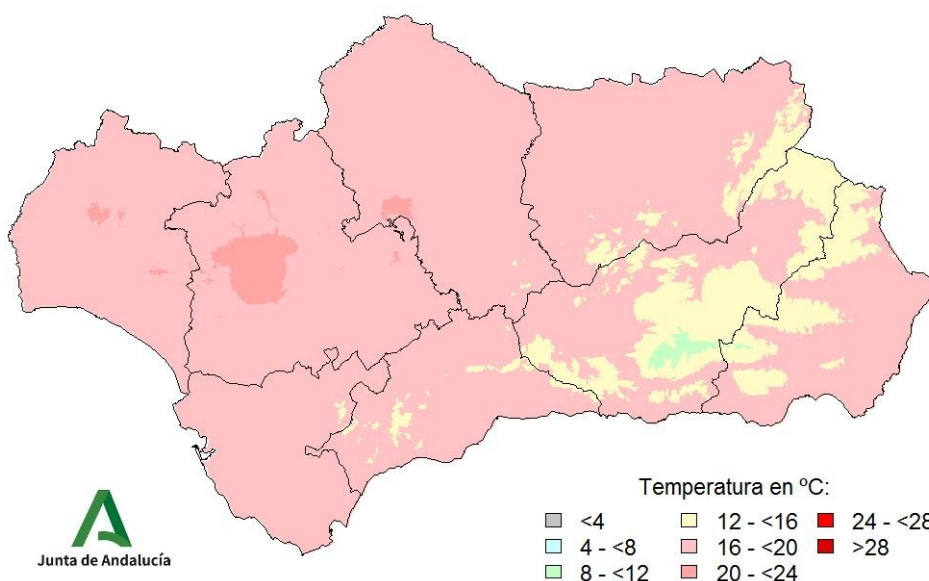 Temperatura en ºC:
<4
12 - <16
24 - <28
4 - <8
16 - <20
>28
8 - <12
20 - <24
Junta de Andalucía